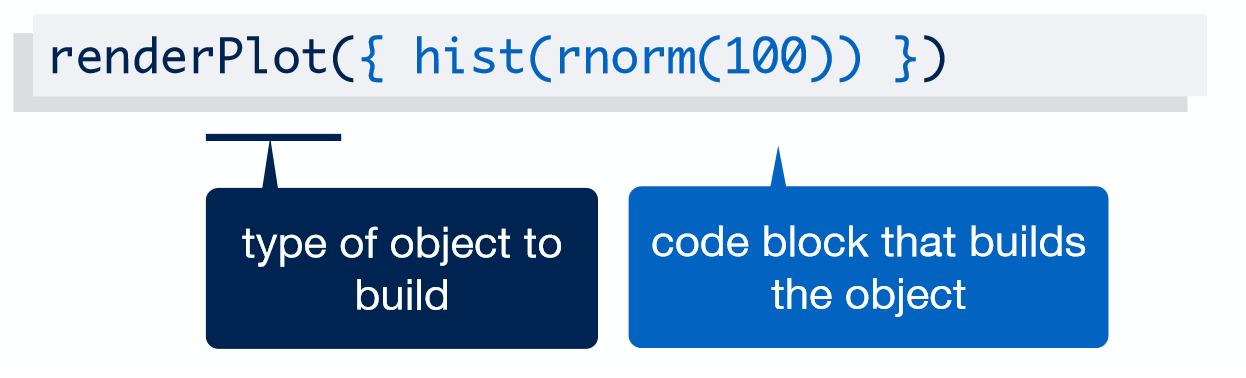 renderPlot({ hist(rnorm(100)) })
type of object to
build
code block that builds
the object